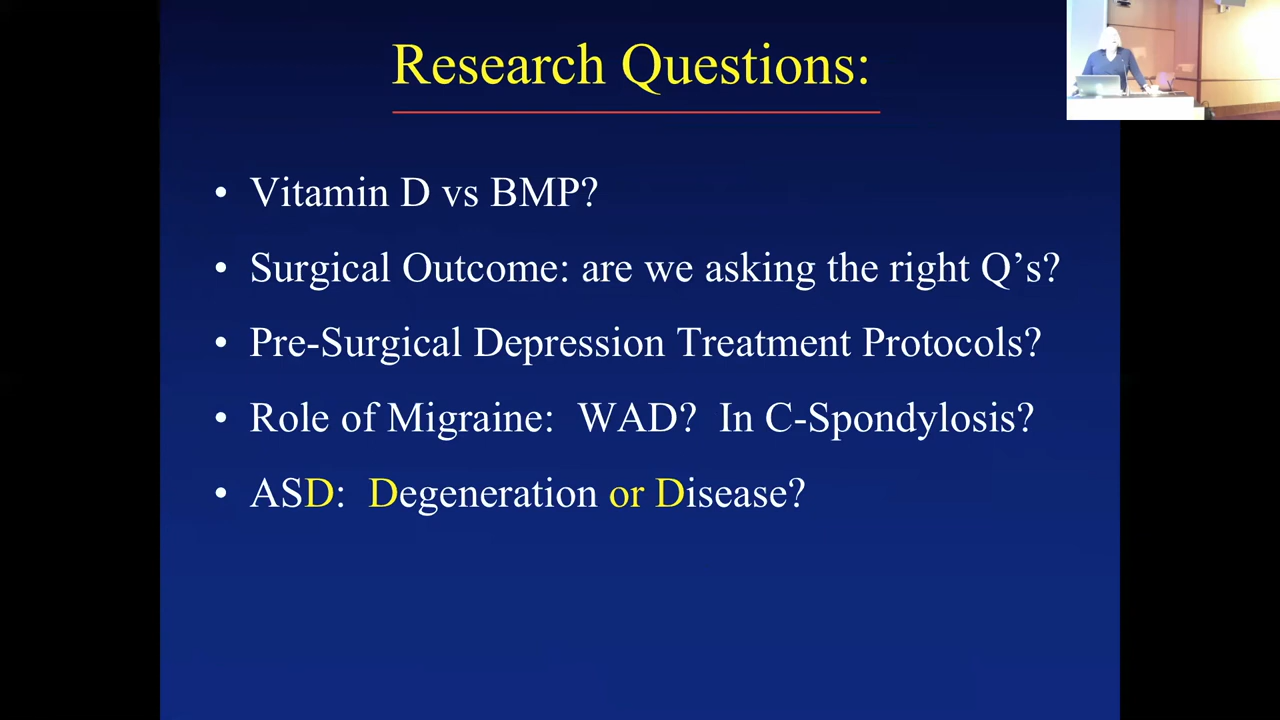 Research Questions:
• Vitamin D vs BMP?
• Surgical Outcome: are we asking the right Q’s?
• Pre-Surgical Depression Treatment Protocols?
• Role of Migraine:  WAD?  In C-Spondylosis?
• ASD:  Degeneration or Disease?